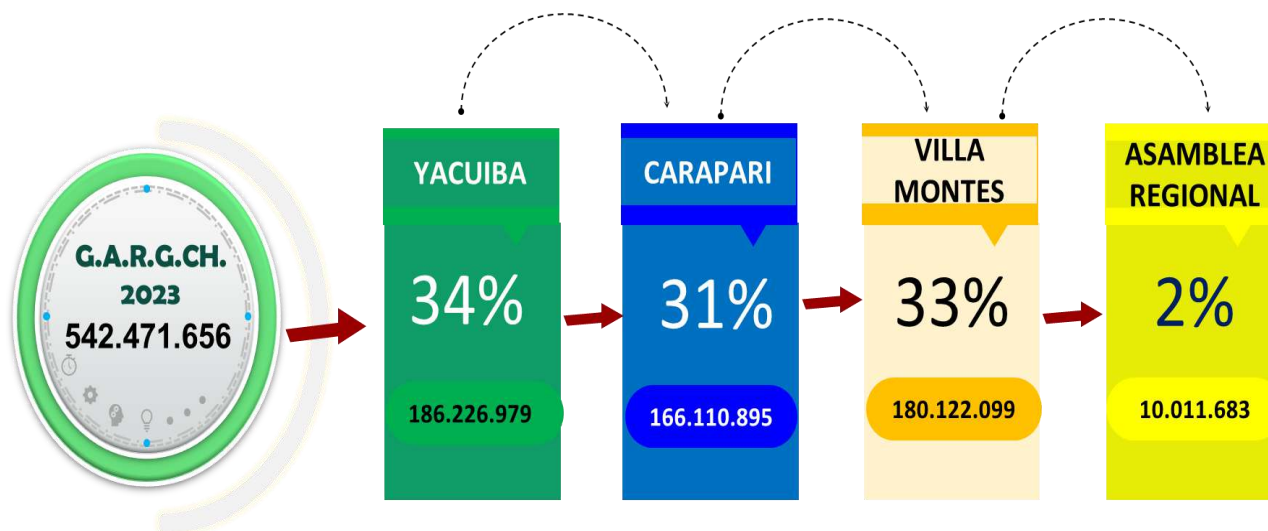 G.A.R.G.CH.
2023
542.471.656
YACUIBA
34%
186.226.979
CARAPARI
31%
166.110.895
VILLA
MONTES
33%
180.122.099
ASAMBLEA
REGIONAL
2%
10.011.683